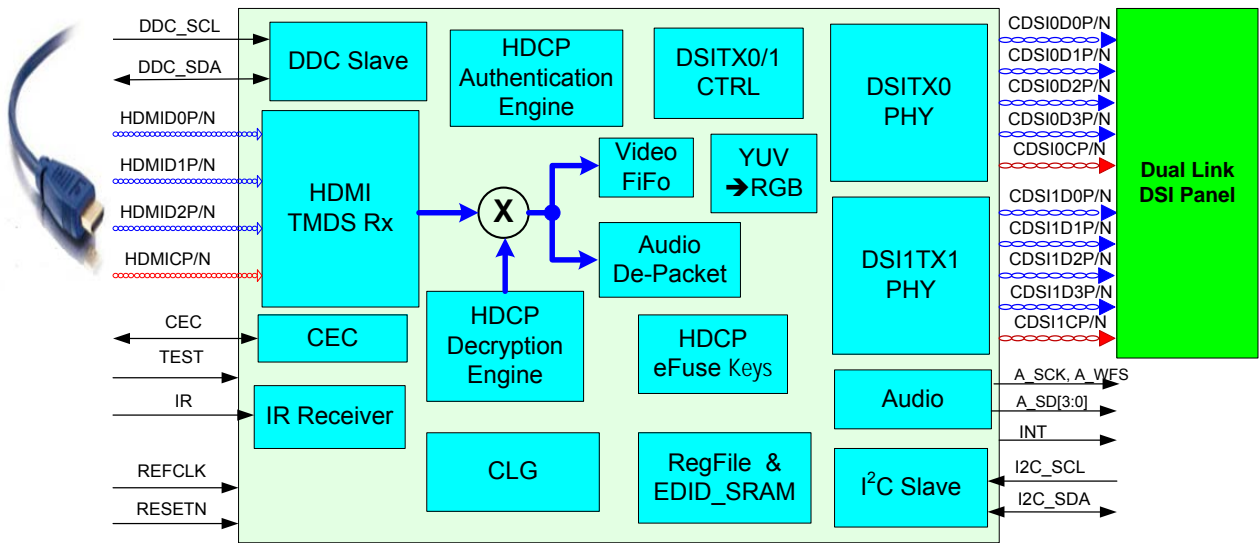 DDC_SCL
DDC_SDA
HDMID0P/N
HDMID1P/N
HDMID2P/N
HDMICP/N
CEC
TEST
IR
REFCLK
RESETN
DDC Slave
HDMI
TMDS Rx
CEC
IR Receiver
HDCP
Authentication
Engine
X
HDCP
Decryption
Engine
CLG
DSITX0/1
CTRL
Video
FiFo
YUV
➔RGB
Audio
De-Packet
HDCP
eFuse Keys
RegFile &
EDID_SRAM
DSITX0
PHY
DSI1TX1
PHY
Audio
I²C Slave
CDSI0D0P/N
CDSI0D1P/N
CDSI0D2P/N
CDSI0D3P/N
CDSI0CP/N
CDSI1D0P/N
CDSI1D1P/N
CDSI1D2P/N
CDSI1D3P/N
CDSI1CP/N
A_SCK, A_WFS
A_SD[3:0]
INT
I2C_SCL
I2C_SDA
Dual Link
DSI Panel